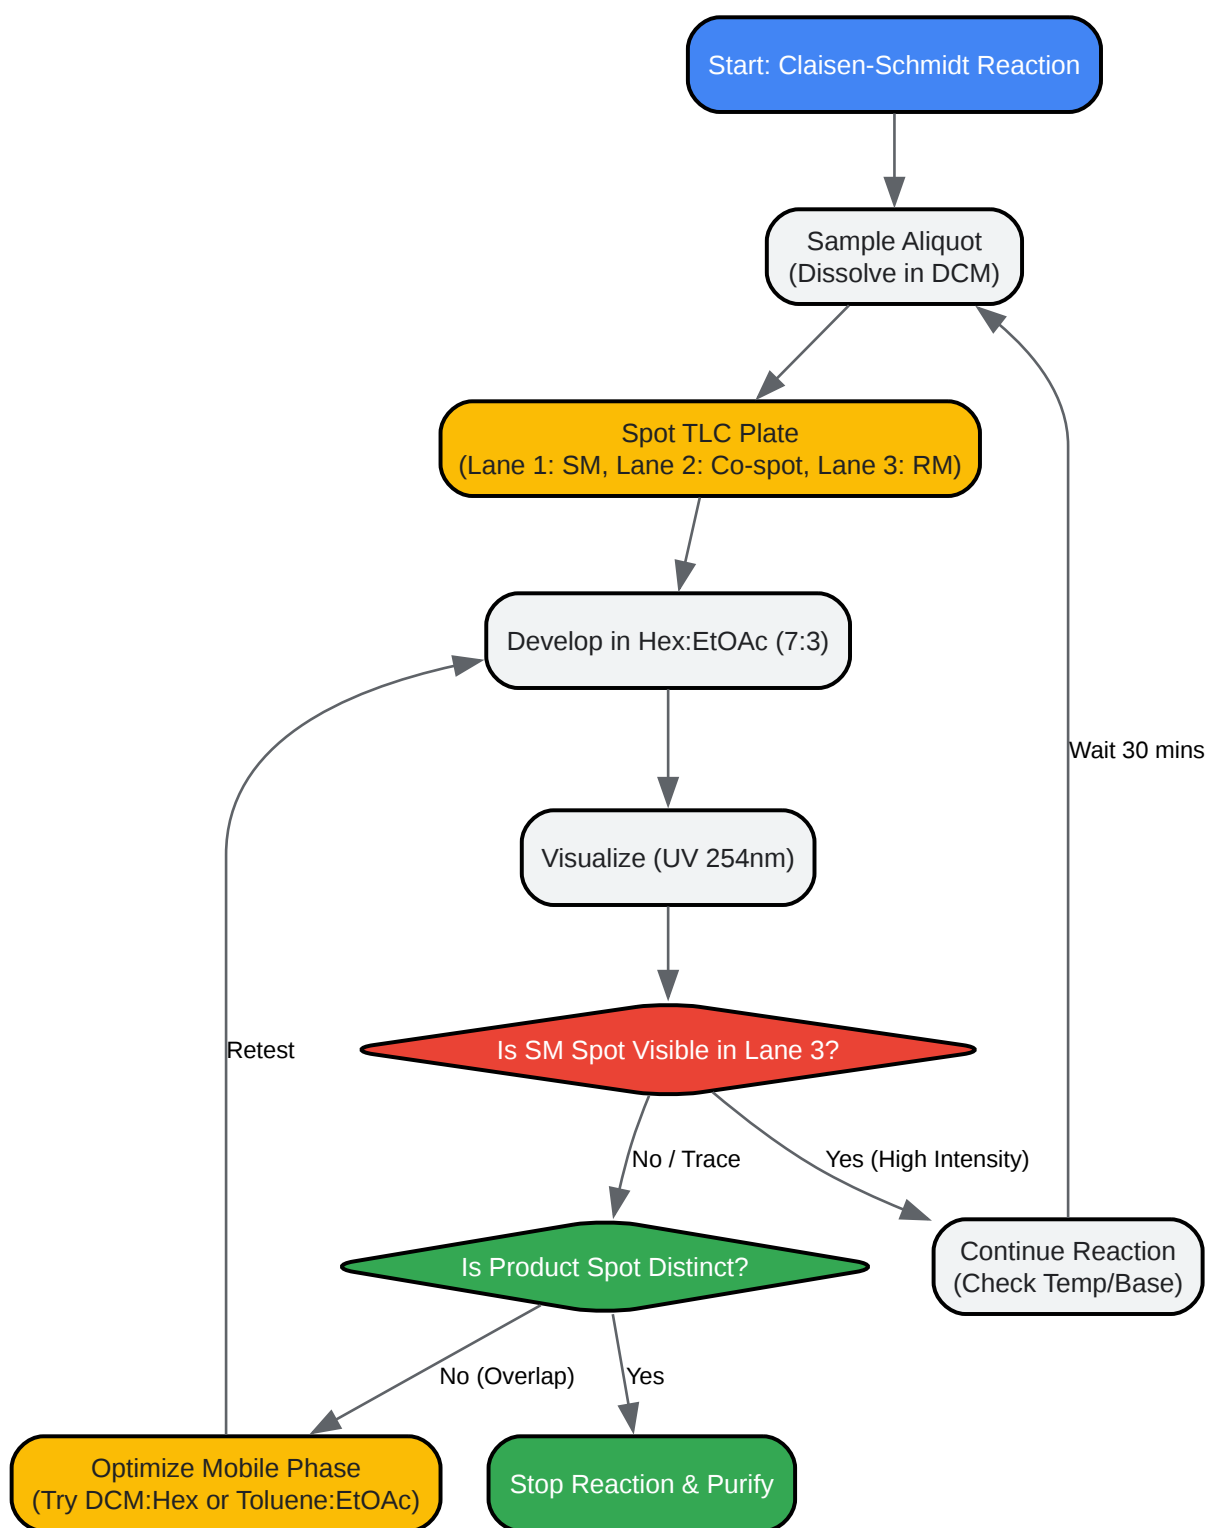 Start: Claisen-Schmidt Reaction
Sample Aliquot
(Dissolve in DCM)
Spot TLC Plate
(Lane 1: SM, Lane 2: Co-spot, Lane 3: RM)
Develop in Hex:EtOAc (7:3)
Wait 30 mins
Visualize (UV 254nm)
Retest
Is SM Spot Visible in Lane 3?
No / Trace
Yes (High Intensity)
Is Product Spot Distinct?
Continue Reaction
(Check Temp/Base)
No (Overlap)
Yes
Optimize Mobile Phase
(Try DCM:Hex or Toluene:EtOAc)
Stop Reaction & Purify